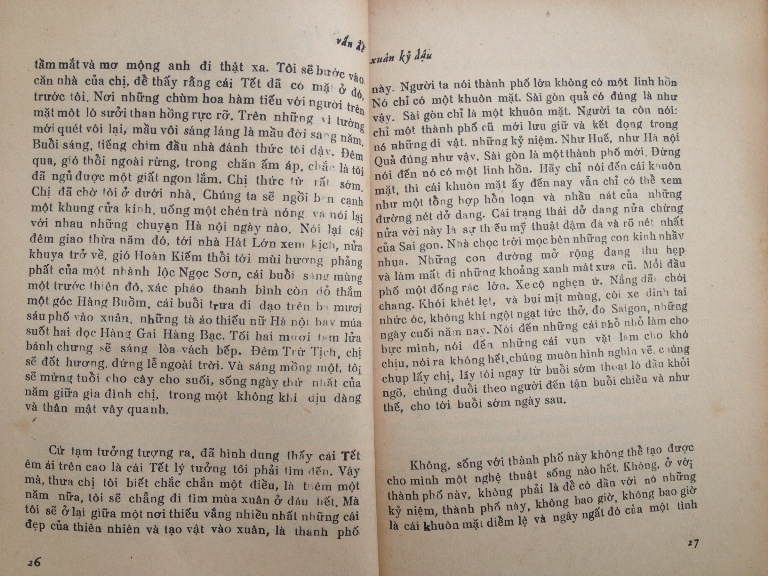 vấn đề
tầm mắt và mơ mộng anh đi thật xa. Tôi sẽ bước vào
căn nhà của chị, để thấy rằng cái Tết đã có mặt ở đó,
trước tôi. Nơi những chùm hoa hàm tiếu với người trên
mặt một lò sưởi than hồng rực rỡ. Trên những vỉ tường
mới quét vôi lại, mầu vôi sáng láng là mầu đời sang năm.
Buổi sáng, tiếng chim đầu nhà đánh thức tôi dậy. Đêm
qua, gió thổi ngoài rừng, trong chăn ấm áp, chắc là tôi
đã ngủ được một giất ngon lắm. Chị thức từ rất sớm.
Chị đã chờ tôi ở dưới nhà, Chúng ta sẽ ngồi bên cạnh
một khung cửa kính, uống một chén trà nóng và nói lại
với nhau những chuyện Hà nội ngày nào. Nói lại cái
đêm giao thừa năm đó, tới nhà Hát Lớn xem kịch, nửa
khuya trở về, gió Hoàn Kiếm thổi tới mùi hương phảng
phất của một nhành lộc Ngọc Sơn, cái buổi sáng mùng
một trước thiên đó, xác pháo thanh bình còn đỏ thắm
một góc Hàng Buồm, cái buổi trưa đi dạo trên ba mươi
sáu phố vào xuân, những tà áo thiếu nữ Hà nội bay múa
suốt hai dọc Hàng Gai Hàng Bạc. Tối hai mươi tám lửa
bánh chưng sẽ sáng lòa vách bếp. Đêm Trừ Tịch, chị
sẽ đốt hương, đứng lễ ngoài trời. Và sáng mồng một, tôi
sẽ mừng tuổi cho cây cho suối, sống ngày thứ nhất của
năm giữa gia đình chị, trong một không khí dịu dàng
và thân mật vây quanh.
Cứ tạm tưởng tượng ra, đã hình dung thấy cái Tết
êm ái trên cao là cái Tết lý tưởng tôi phải tìm đến. Vậy
mà, thưa chị tôi biết chắc chắn một điều, là thêm một
năm nữa, tôi sẽ chẳng đi tìm mùa xuân ở đâu hết. Mà
tôi sẽ ở lại giữa một nơi thiếu vắng nhiều nhất những cái
đẹp của thiên nhiên và tạo vật vào xuân, là thành phố
26
xuân kỷ dậu
này. Người ta nói thành phố lớn không có một linh hồn
Nó chỉ có một khuôn mặt. Sài gòn quả có đúng là như
vậy. Sài gòn chỉ là một khuôn mặt. Người ta còn nói:
chỉ một thành phố cũ mới lưu giữ và kết đọng trong
nó những di vật, những kỷ niệm. Như Huế, như Hà nội
Quả đúng như vậy. Sài gòn là một thành phố mới. Đừng
nói đến nó có một linh hồn. Hãy chỉ nói đến cái khuôn
mặt, thì cái khuôn mặt ấy đến nay vẫn chỉ có thể xem
như một tổng hợp hỗn loạn và nhầu nát của những
đường nét dở dang. Cái trạng thái dở dang nửa chừng
nửa vời này là sự thiếu mỹ thuật đậm đà và rõ nét nhất
của Sai gon. Nhà chọc trời mọc bên những con kinh nhầy
nhụa. Những con đường mở rộng đang thu hẹp
và làm mất đi những khoảng xanh mát xưa cũ. Mỗi đầu
phố một đống rác lớn. Xe cộ nghẹn ứ. Nắng dãi chói
chang. Khói khét lẹt, và bụi mịt mùng, còi xe đinh tai
nhức óc, không khí ngột ngạt tức thở, đó Saigon, những
ngày cuối năm nay. Nói đến những cái nhỏ nhỏ làm cho
bực mình, nói đến những cái vụn vặt làm cho khó
chịu, nói ra không hết, chúng muôn hình nghìn vẽ. chúng
chụp lấy chị, lấy tôi ngay từ buổi sớm thoạt ló đầu khỏi
ngõ, chúng đuổi theo người đến tận buổi chiều và như
thế, cho tới buổi sớm ngày sau.
Không, sống với thành phố này không thể tạo được
cho mình một nghệ thuật sống nào hết. Không, ở với
thành phố này, không phải là để có dần với nó những
kỷ niệm, thành phố này, không bao giờ, không bao giờ
là cái khuôn mặt diễm lệ và ngây ngất đó của một tình
27